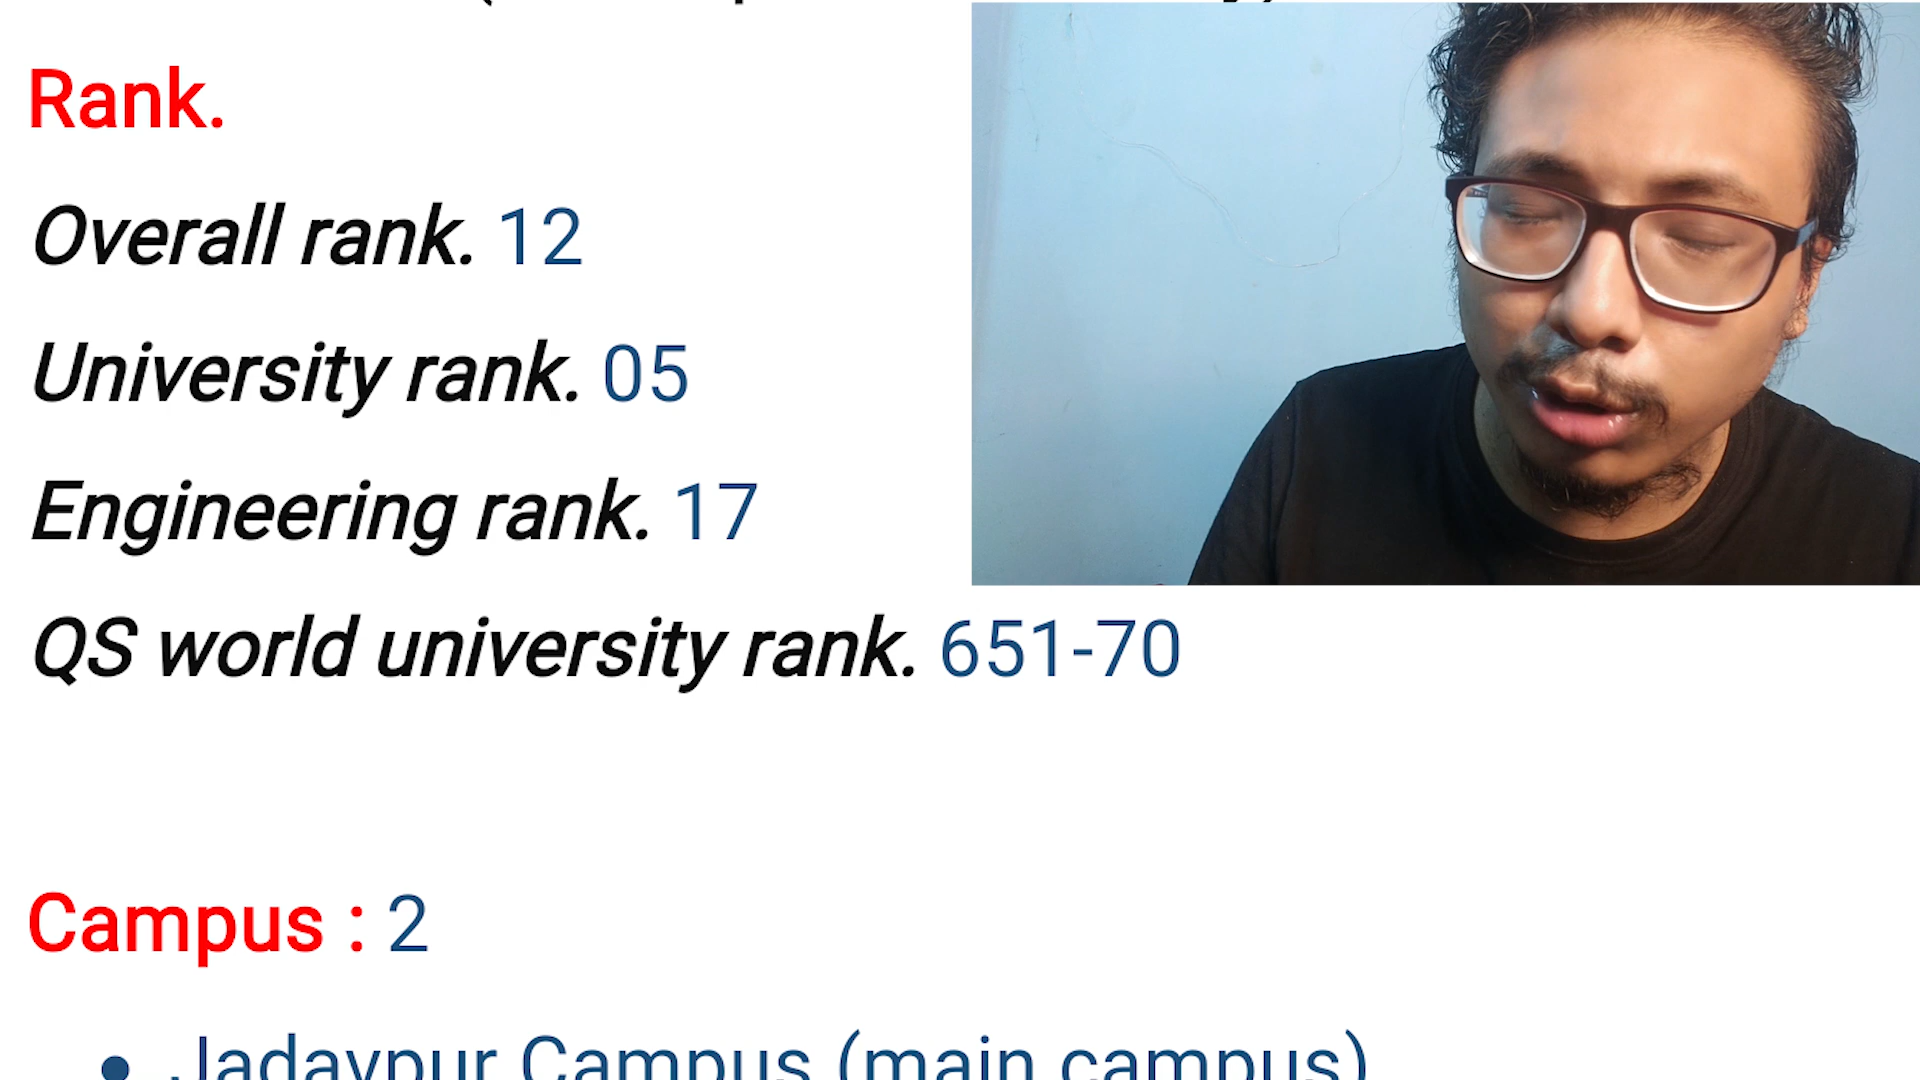 Rank.
Overall rank. 12
University rank. 05
Engineering rank. 17
QS world university rank. 651-70
Campus : 2
• Jadavpur Campus (main campus)